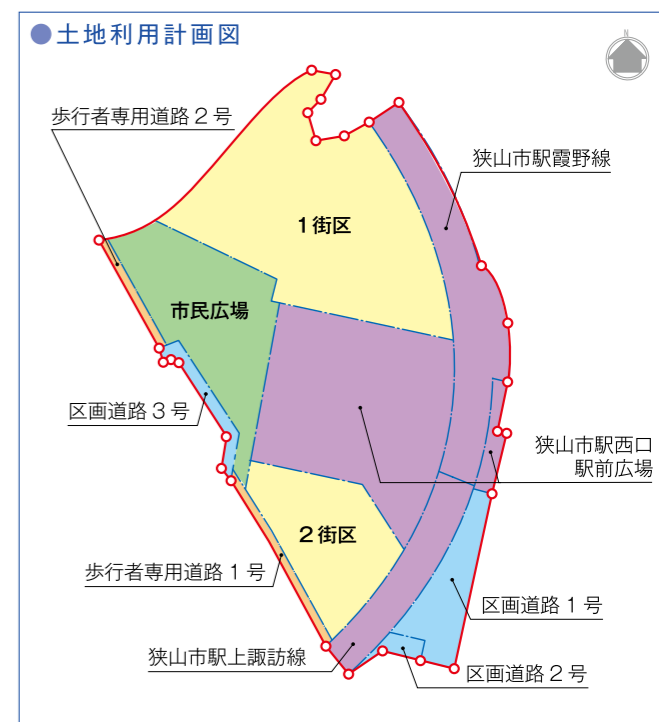 ●土地利用計画図
N
歩行者専用道路2号
狭山市駅霞野線
1街区
市民広場
区画道路3号
狭山市駅西口
駅前広場
2街区
歩行者専用道路1号
区画道路1号
狭山市駅上諏訪線
区画道路2号